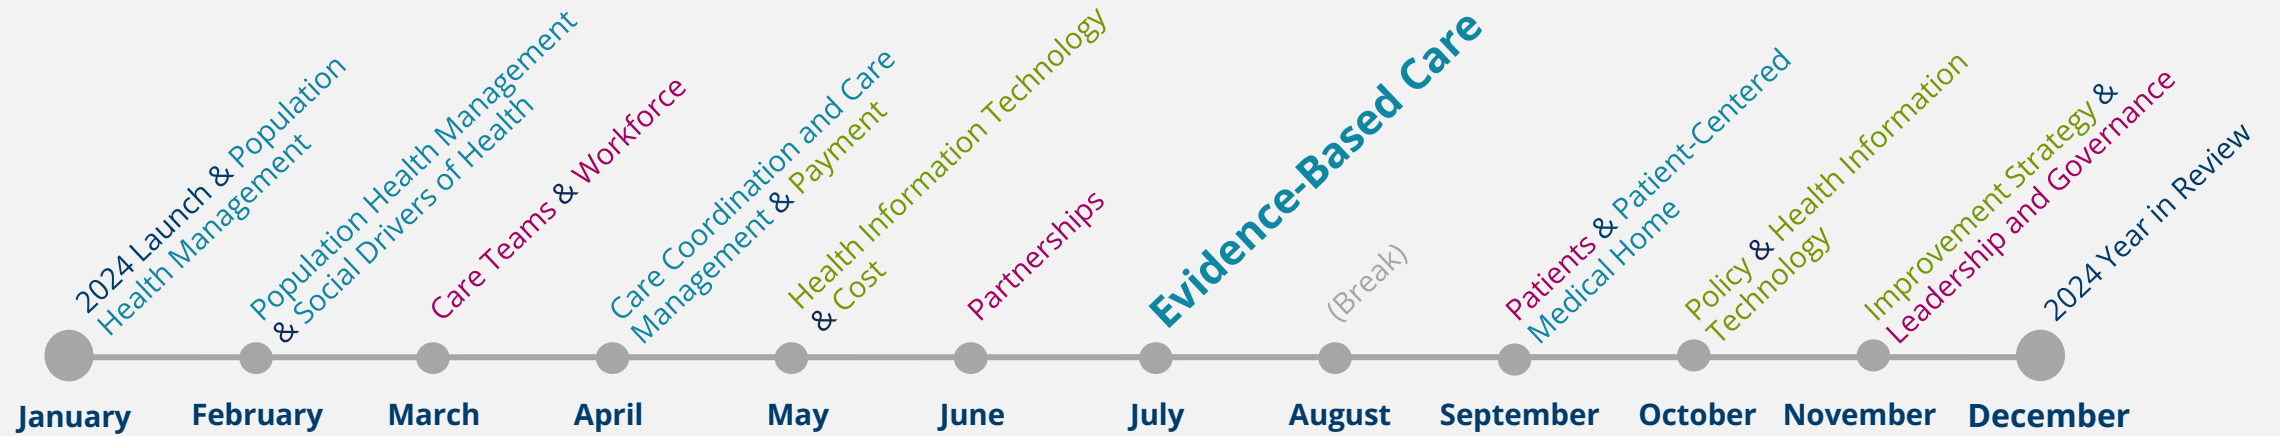 2024 Launch & Population
Health Management
Population Health Management
& Social Drivers of Health
Care Teams & Workforce
Care Coordination and Care
Management & Payment
Health Information Technology
& Cost
Partnerships
Evidence-Based Care
(Break)
Patients & Patient-Centered
Medical Home
Policy & Health Information
Technology
Improvement Strategy &
Leadership and Governance
2024 Year in Review
January
February
March
April
May
June
July
August
September
October
November
December